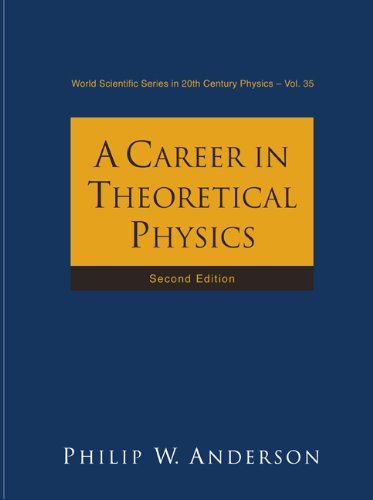 World Scientific Series in 20th Century Physics – Vol. 35
A CAREER IN
THEORETICAL
PHYSICS
Second Edition
PHILIP W. ANDERSON